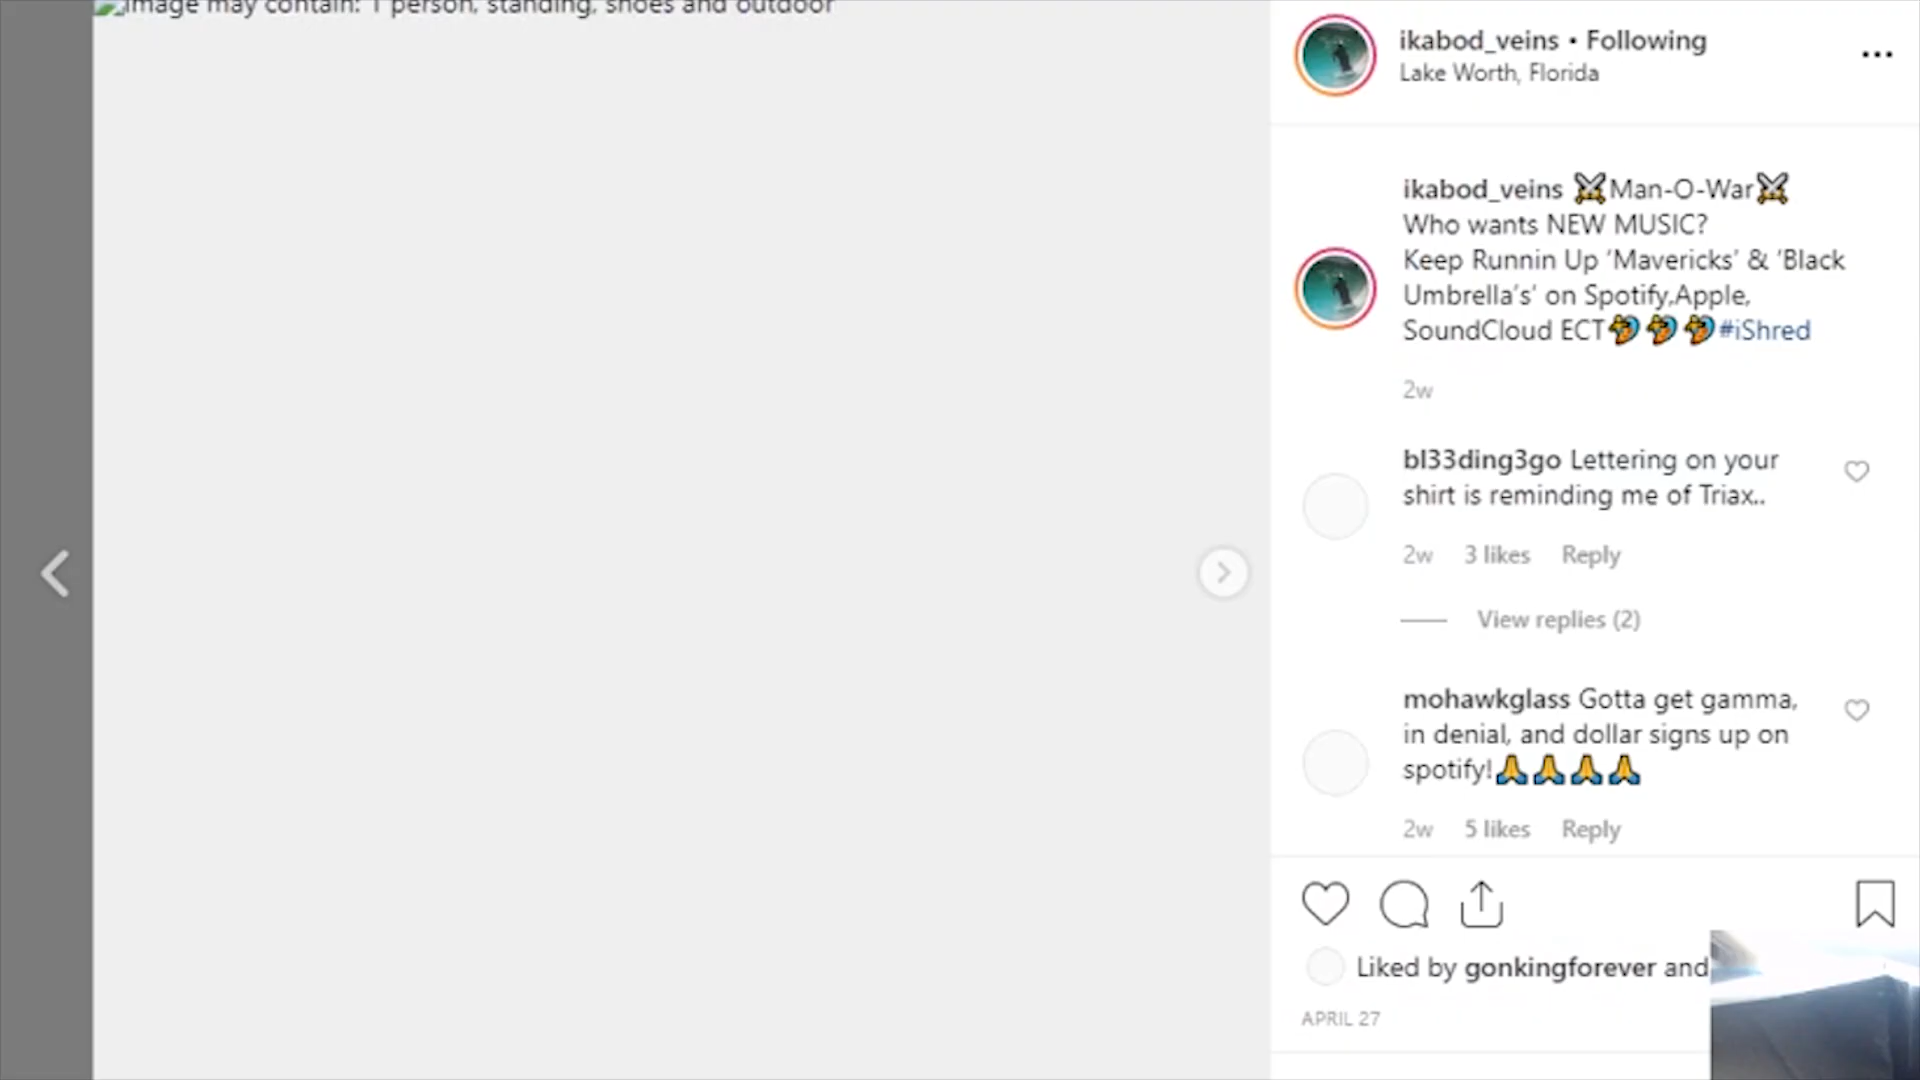 Image may contain: 1 person, standing, shoes and outdoor
ikabod_veins • Following
Lake Worth, Florida
ikabod_veins ⚔️Man-O-War⚔️
Who wants NEW MUSIC?
Keep Runnin Up ‘Mavericks’ & ‘Black
Umbrella’s’ on Spotify,Apple,
SoundCloud ECT🏄🏄🏄#iShred
2w
bl33ding3go Lettering on your
shirt is reminding me of Triax..
2w 3 likes Reply
View replies (2)
mohawkglass Gotta get gamma,
in denial, and dollar signs up on
spotify!🙏🙏🙏🙏
2w 5 likes Reply
Liked by gonkingforever and
APRIL 27